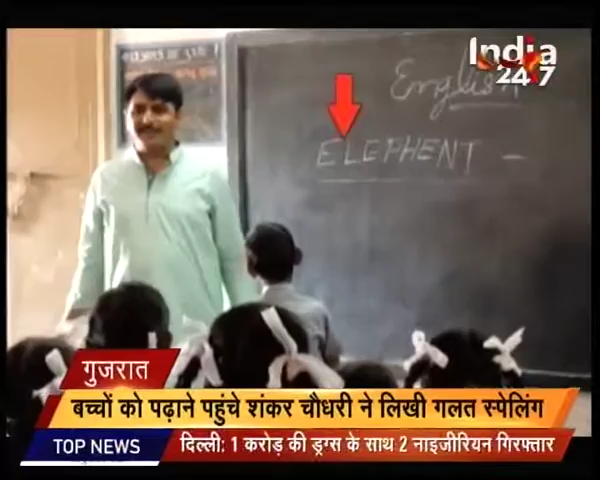 India
24x7
English
ELEPHENT –
गुजरात
बच्चों को पढ़ाने पहुंचे शंकर चौधरी ने लिखी गलत स्पेलिंग
TOP NEWS
दिल्ली: 1 करोड़ की ड्रग्स के साथ 2 नाइजीरियन गिरफ्तार